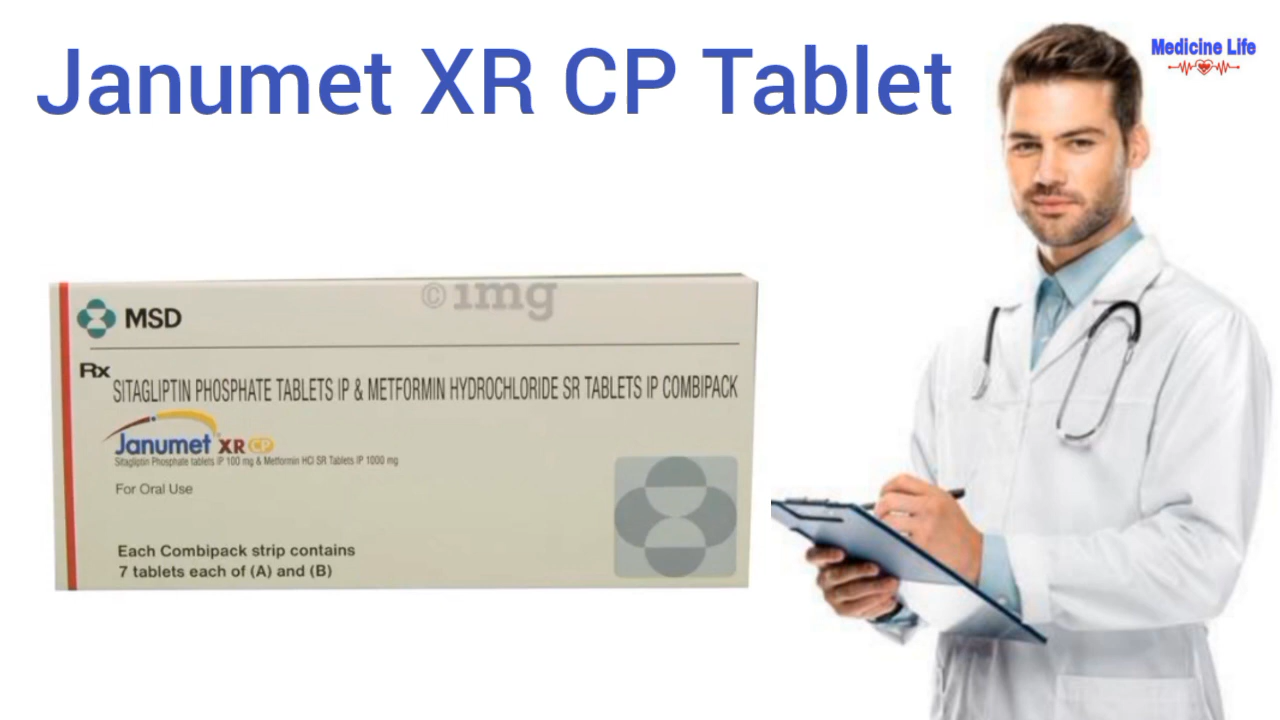 Janumet XR CP Tablet
Medicine Life
©1mg
MSD
Rx
SITAGLIPTIN PHOSPHATE TABLETS IP & METFORMIN HYDROCHLORIDE SR TABLETS IP COMBIPACK
Janumet XR CP
Sitagliptin Phosphate tablets IP 100 mg & Metformin HCl SR Tablets IP 1000 mg
For Oral Use
Each Combipack strip contains
7 tablets each of (A) and (B)